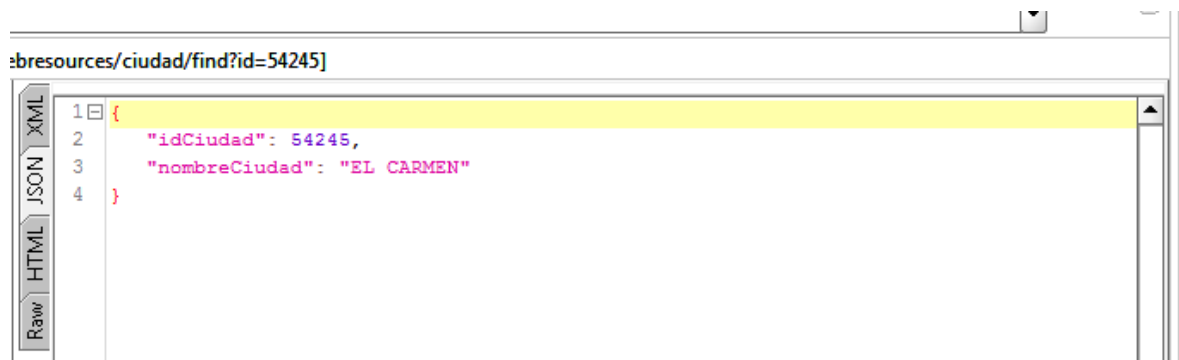 ebresources/ciudad/find?id=54245]
XML
JSON
HTML
Raw
1 {
2 "idCiudad": 54245,
3 "nombreCiudad": "EL CARMEN"
4 }